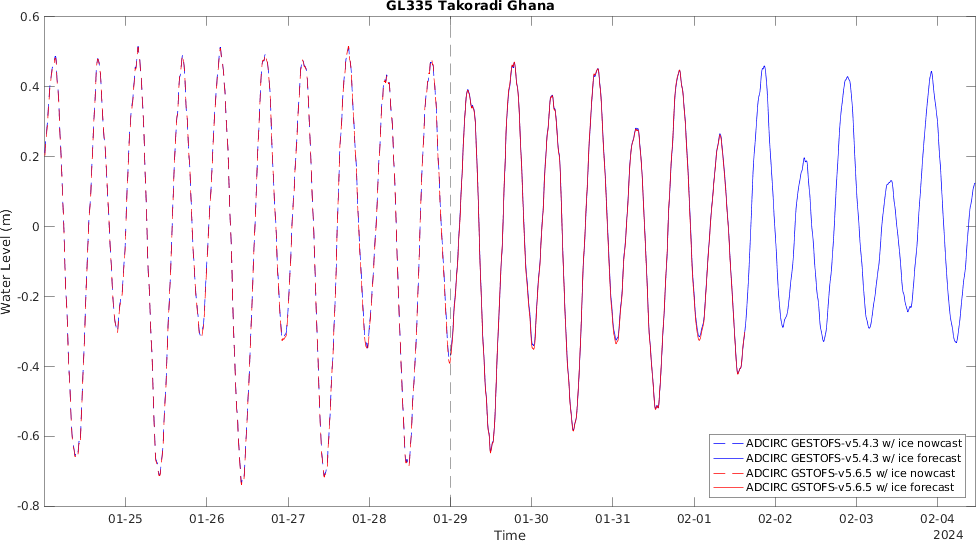 GL335 Takoradi Ghana
Water Level (m)
0.6
0.4
0.2
0
-0.2
-0.4
-0.6
-0.8
01-25 01-26 01-27 01-28 01-29 01-30 01-31 02-01 02-02 02-03 02-04
Time
2024
ADCIRC GESTOFS-v5.4.3 w/ ice nowcast
ADCIRC GESTOFS-v5.4.3 w/ ice forecast
ADCIRC GSTOFS-v5.6.5 w/ ice nowcast
ADCIRC GSTOFS-v5.6.5 w/ ice forecast